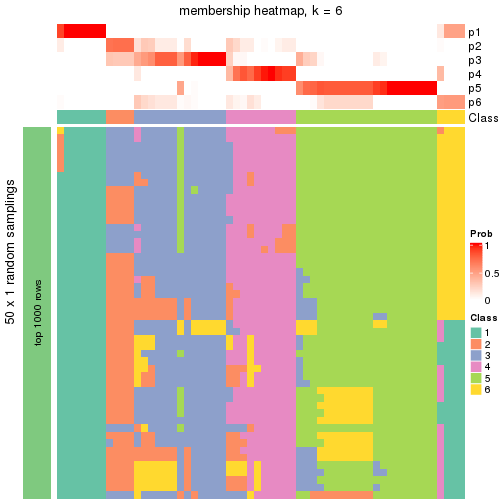 membership heatmap, k = 6
p1
p2
p3
p4
p5
p6
Class
50 x 1 random samplings
top 1000 rows
Prob
1
0.5
0
Class
1
2
3
4
5
6